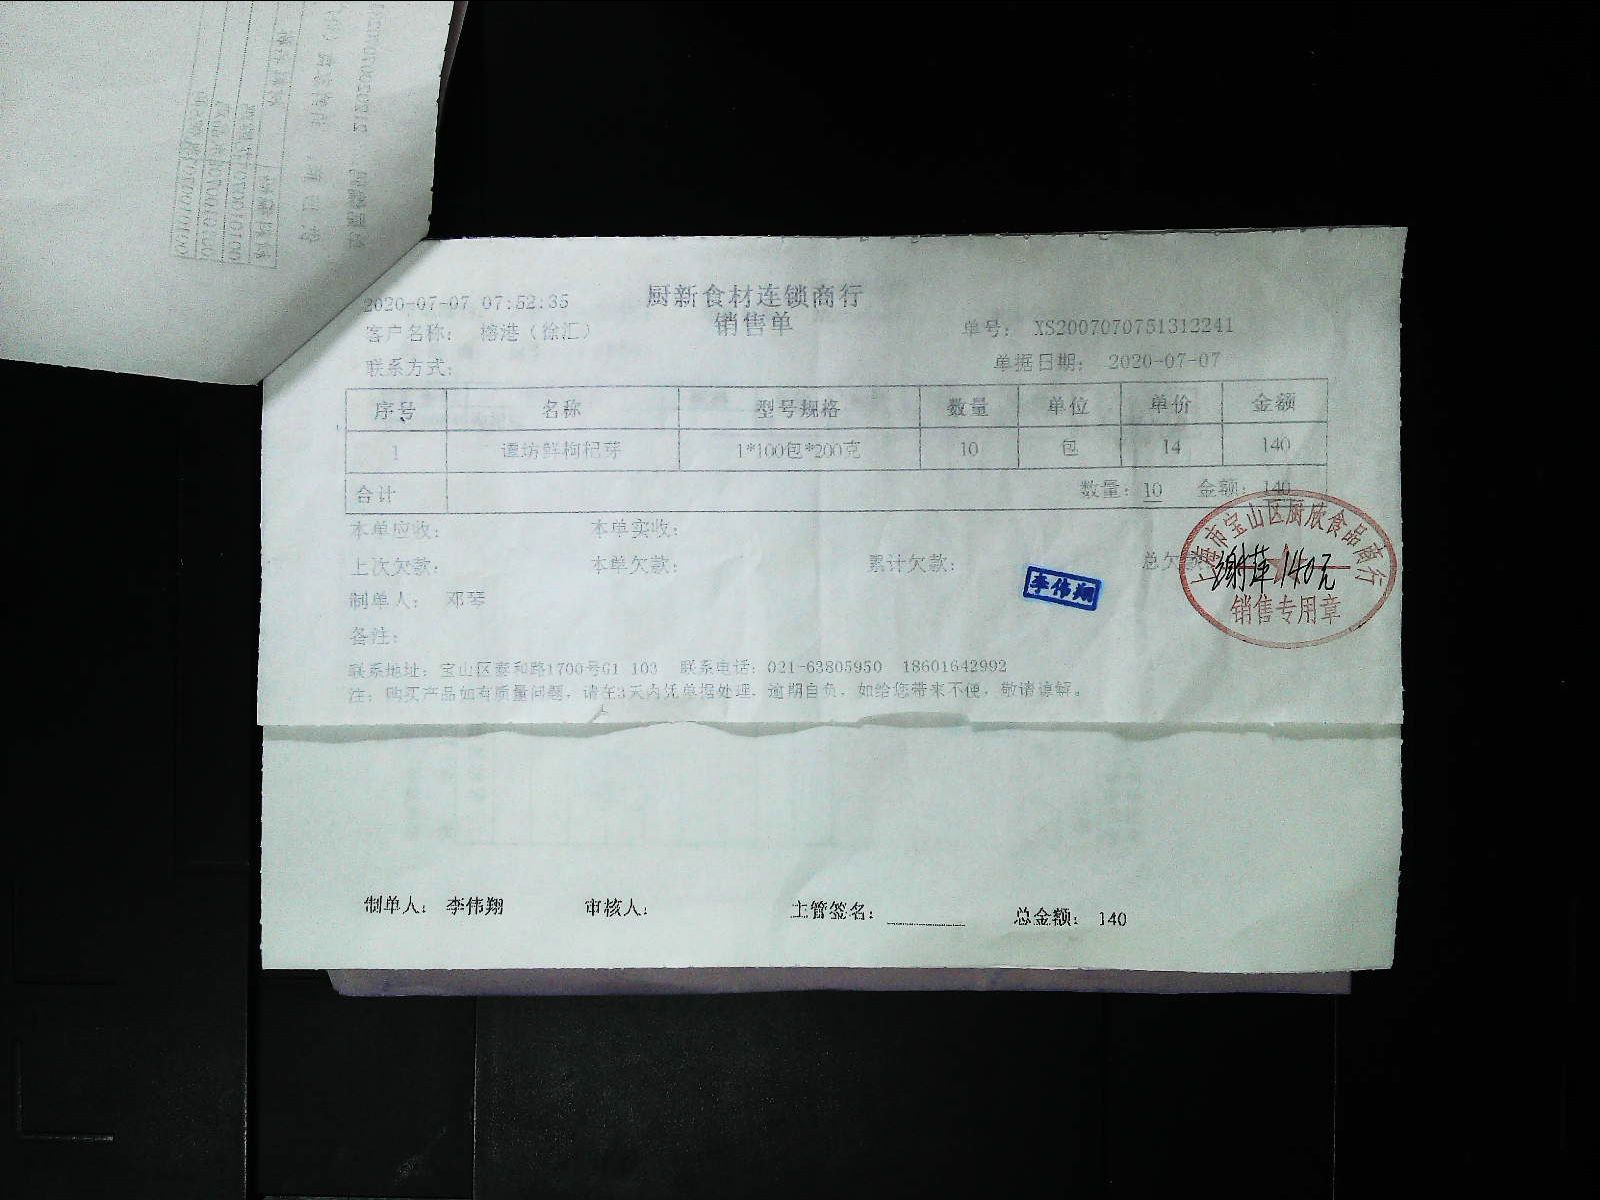 2020-07-07 07:52:35
厨新食材连锁商行
销售单
客户名称： 榕港（徐汇）
单号： XS2007070751312241
联系方式：
单据日期： 2020-07-07
序号 名称 型号规格 数量 单位 单价 金额
1 谭坊鲜枸杞芽 1*100包*200克 10 包 14 140
合计 数量：10 金额：140
本单应收： 本单实收：
上次欠款： 本单欠款： 累计欠款： 总欠款
上海市宝山区厨欣食品商行
谢莲 140元
销售专用章
李伟翔
制单人： 邓琴
备注：
联系地址：宝山区泰和路1700号G1 103 联系电话：021-63805950 18601642992
注：购买产品如有质量问题，请在3天内凭单据处理，逾期自负，如给您带来不便，敬请谅解。
制单人： 李伟翔 审核人： 主管签名： 总金额： 140